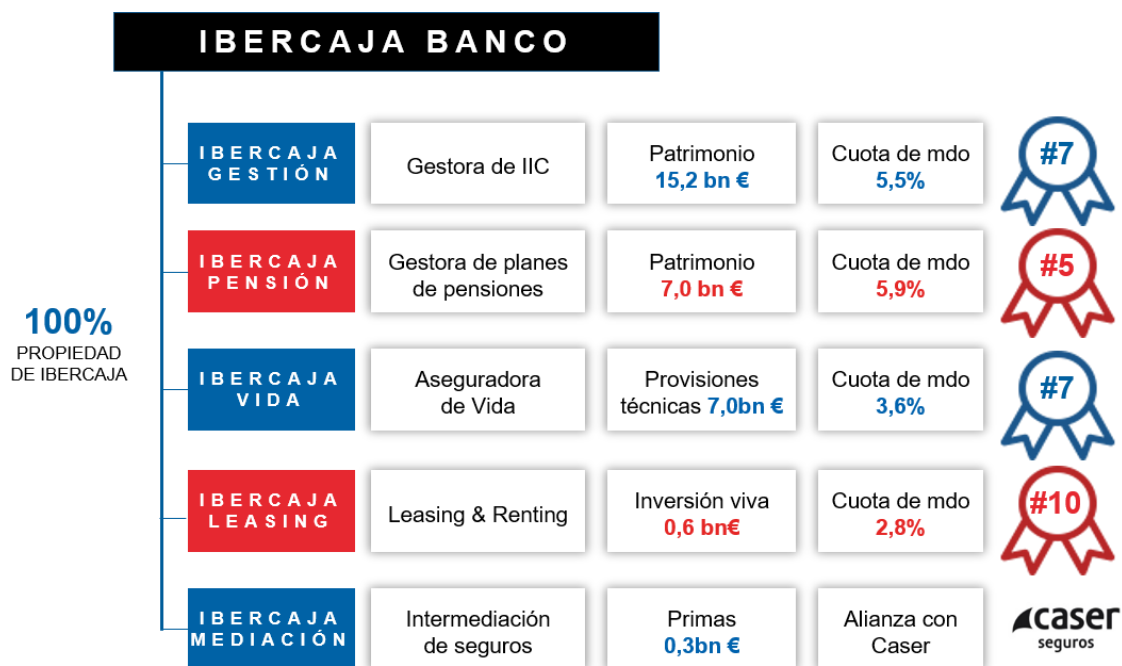 IBERCAJA BANCO
IBERCAJA
GESTIÓN
Gestora de IIC
Patrimonio
15,2 bn €
Cuota de mdo
5,5%
#7
IBERCAJA
PENSIÓN
Gestora de planes
de pensiones
Patrimonio
7,0 bn €
Cuota de mdo
5,9%
#5
100%
PROPIEDAD
DE IBERCAJA
IBERCAJA
VIDA
Aseguradora
de Vida
Provisiones
técnicas 7,0bn €
Cuota de mdo
3,6%
#7
IBERCAJA
LEASING
Leasing & Renting
Inversión viva
0,6 bn€
Cuota de mdo
2,8%
#10
IBERCAJA
MEDIACIÓN
Intermediación
de seguros
Primas
0,3bn €
Alianza con
Caser
caser
seguros